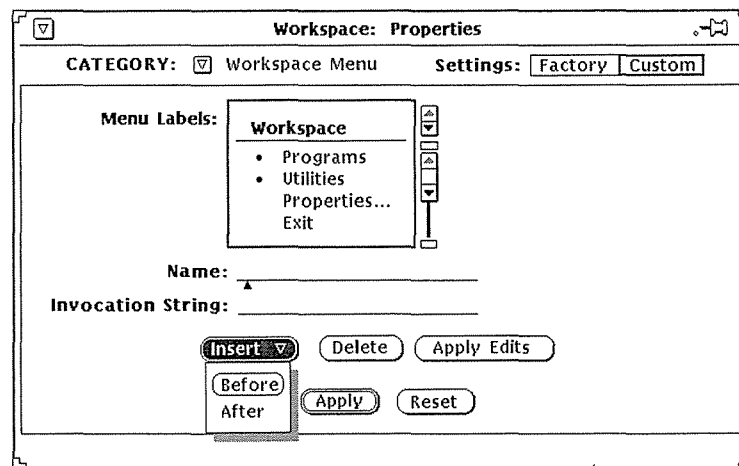 Workspace: Properties
CATEGORY: Workspace Menu Settings: Factory Custom
Menu Labels:
Workspace
• Programs
• Utilities
Properties...
Exit
Name:
Invocation String:
Insert Delete Apply Edits
Before
After
Apply Reset